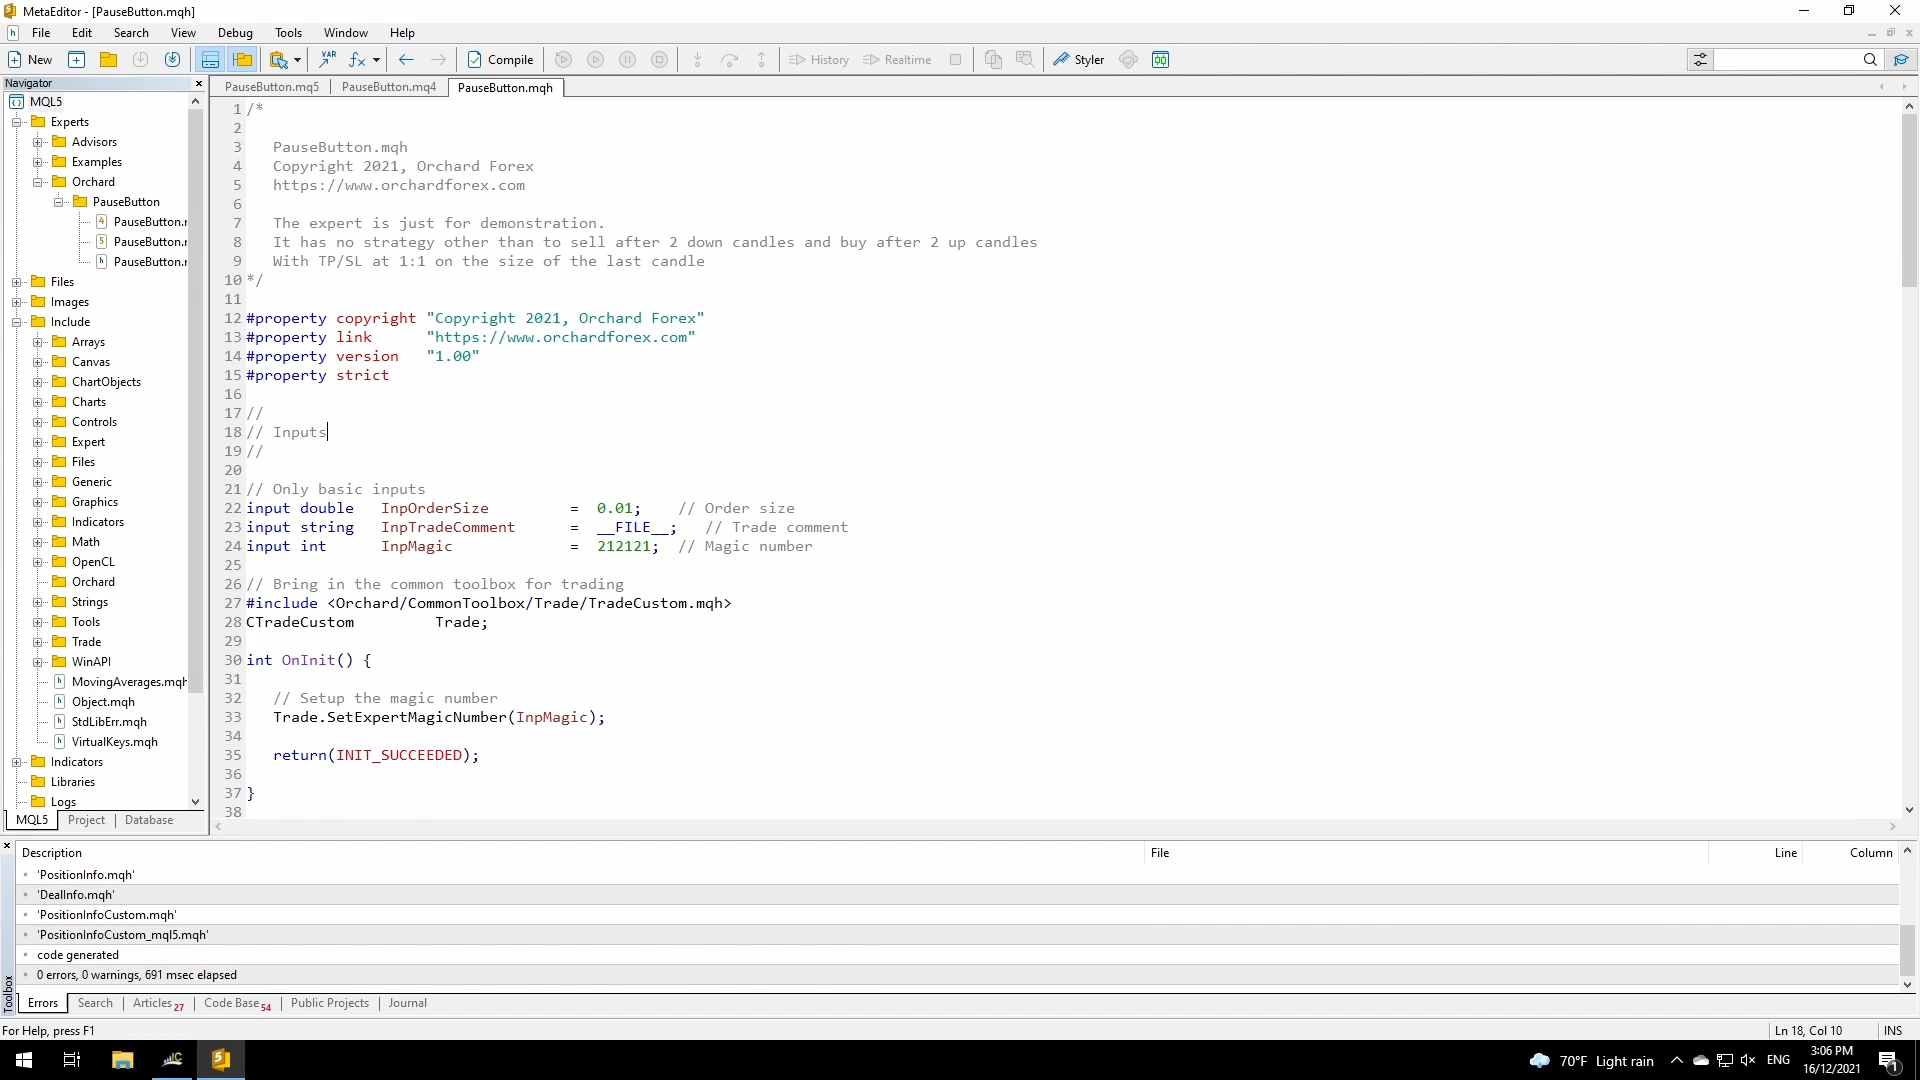 MetaEditor - [PauseButton.mqh]
File Edit Search View Debug Tools Window Help
New VAR Compile History Realtime Styler
Navigator
MQL5
Experts
Advisors
Examples
Orchard
PauseButton
PauseButton.r
PauseButton.r
PauseButton.r
Files
Images
Include
Arrays
Canvas
ChartObjects
Charts
Controls
Expert
Files
Generic
Graphics
Indicators
Math
OpenCL
Orchard
Strings
Tools
Trade
WinAPI
MovingAverages.mqh
Object.mqh
StdLibErr.mqh
VirtualKeys.mqh
Indicators
Libraries
Logs
MQL5 Project Database
PauseButton.mq5 PauseButton.mq4 PauseButton.mqh
1 /*
2
3 PauseButton.mqh
4 Copyright 2021, Orchard Forex
5 https://www.orchardforex.com
6
7 The expert is just for demonstration.
8 It has no strategy other than to sell after 2 down candles and buy after 2 up candles
9 With TP/SL at 1:1 on the size of the last candle
10 */
11
12 #property copyright "Copyright 2021, Orchard Forex"
13 #property link "https://www.orchardforex.com"
14 #property version "1.00"
15 #property strict
16
17 //
18 // Inputs
19 //
20
21 // Only basic inputs
22 input double InpOrderSize = 0.01; // Order size
23 input string InpTradeComment = __FILE__; // Trade comment
24 input int InpMagic = 212121; // Magic number
25
26 // Bring in the common toolbox for trading
27 #include <Orchard/CommonToolbox/Trade/TradeCustom.mqh>
28 CTradeCustom Trade;
29
30 int OnInit() {
31
32 // Setup the magic number
33 Trade.SetExpertMagicNumber(InpMagic);
34
35 return(INIT_SUCCEEDED);
36
37 }
38
Description File Line Column
'PositionInfo.mqh'
'DealInfo.mqh'
'PositionInfoCustom.mqh'
'PositionInfoCustom_mql5.mqh'
code generated
0 errors, 0 warnings, 691 msec elapsed
Toolbox
Errors Search Articles 27 Code Base 54 Public Projects Journal
For Help, press F1 Ln 18, Col 10 INS
70°F Light rain ENG 3:06 PM
16/12/2021